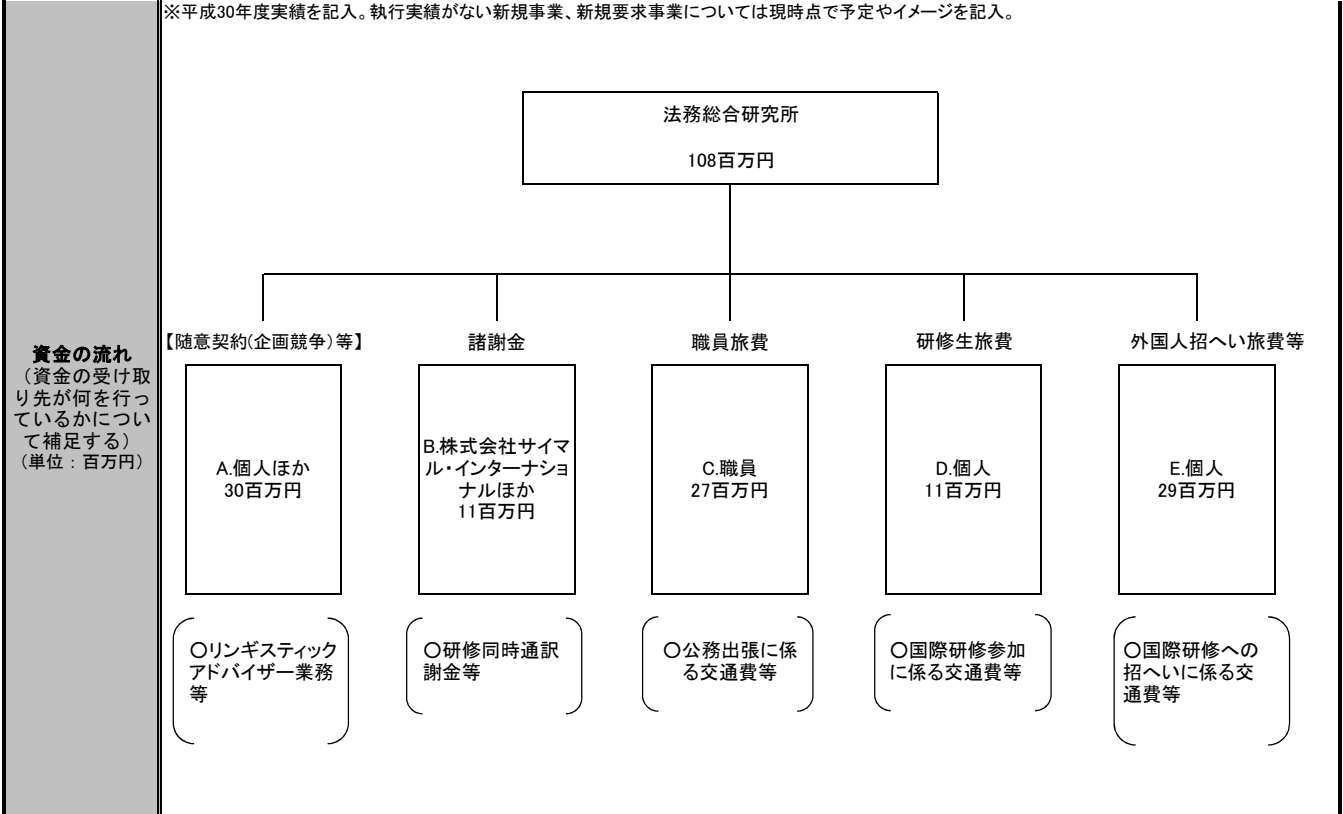 ※平成30年度実績を記入。執行実績がない新規事業、新規要求事業については現時点で予定やイメージを記入。
法務総合研究所
108百万円
資金の流れ
（資金の受け取
り先が何を行っ
ているかについ
て補足する）
（単位：百万円）
【随意契約(企画競争)等】
諸謝金
職員旅費
研修生旅費
外国人招へい旅費等
A.個人ほか
30百万円
B.株式会社サイマ
ル・インターナショ
ナルほか
11百万円
C.職員
27百万円
D.個人
11百万円
E.個人
29百万円
○リンギスティック
アドバイザー業務
等
○研修同時通訳
謝金等
○公務出張に係
る交通費等
○国際研修参加
に係る交通費等
○国際研修への
招へいに係る交
通費等